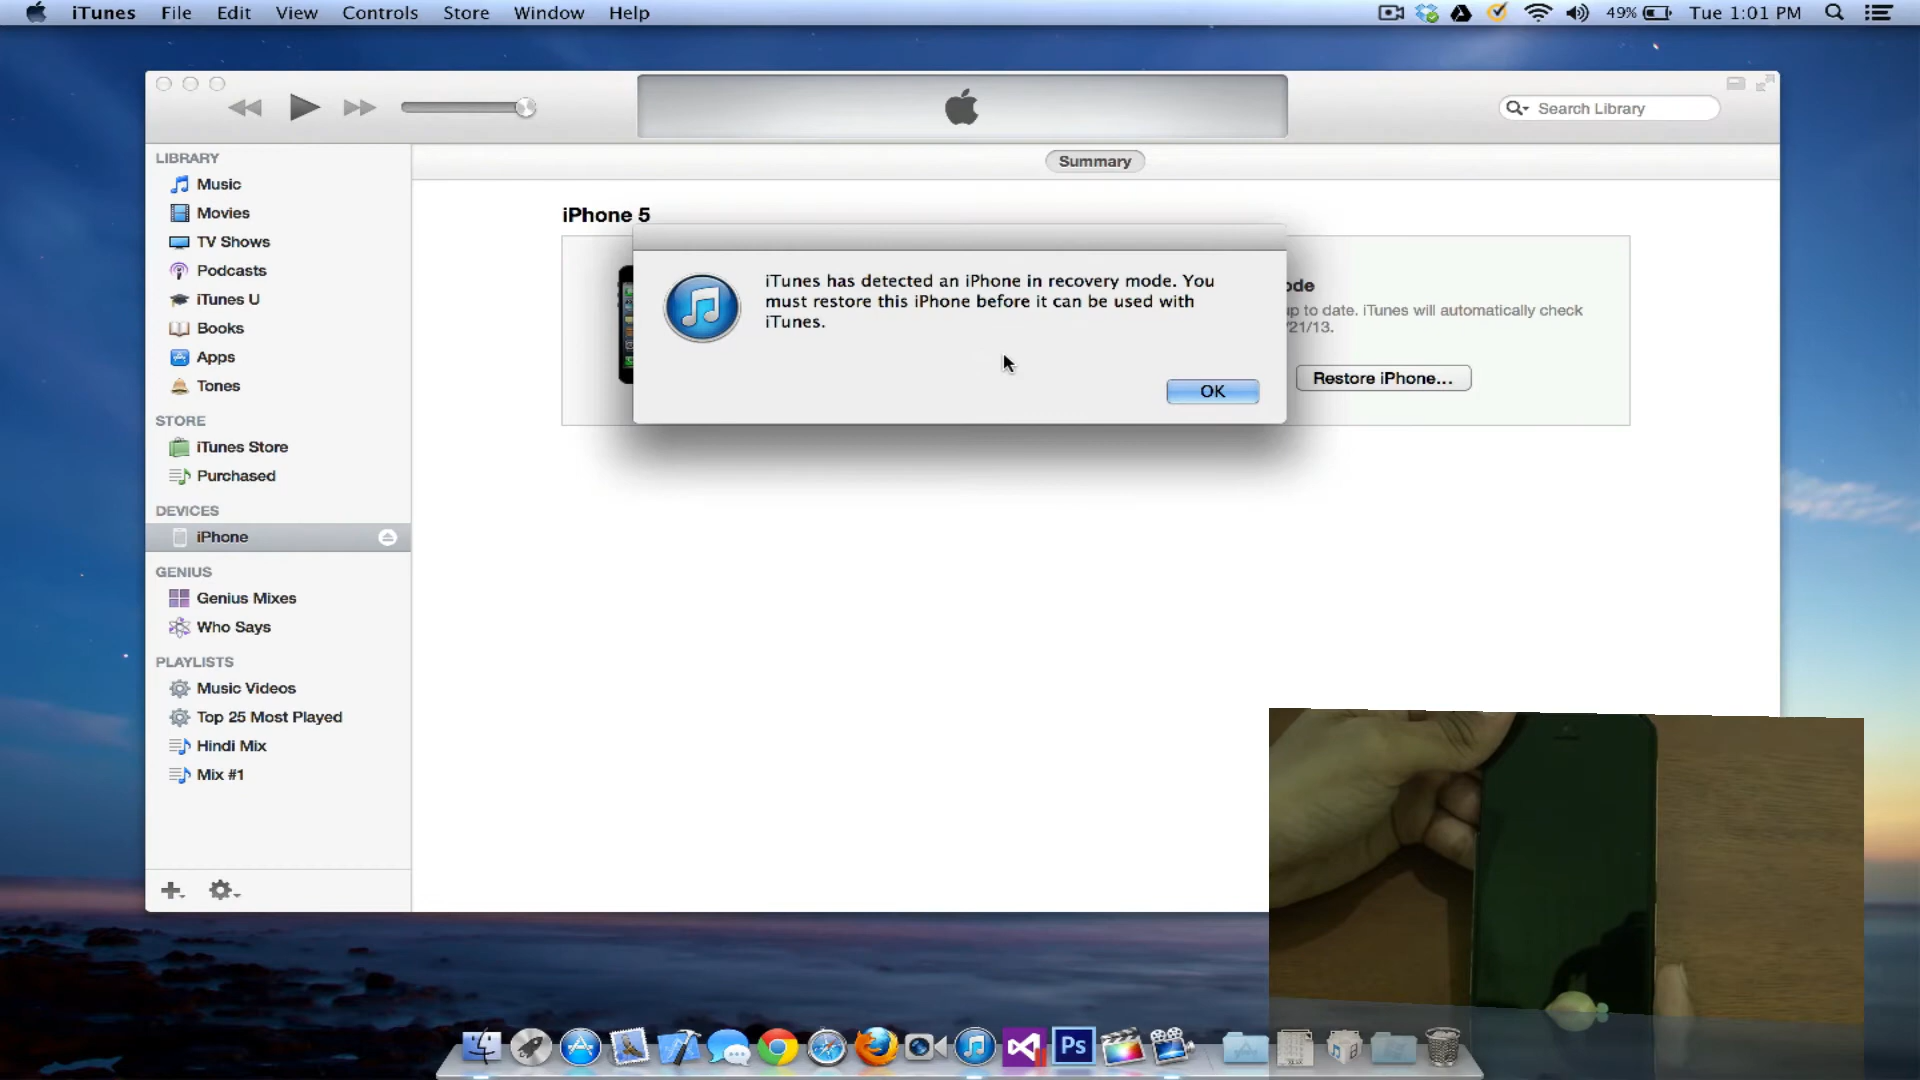 iTunes File Edit View Controls Store Window Help 49% Tue 1:01 PM
Search Library
LIBRARY
Music
Movies
TV Shows
Podcasts
iTunes U
Books
Apps
Tones
STORE
iTunes Store
Purchased
DEVICES
iPhone
GENIUS
Genius Mixes
Who Says
PLAYLISTS
Music Videos
Top 25 Most Played
Hindi Mix
Mix #1
Summary
iPhone 5
iTunes has detected an iPhone in recovery mode. You
must restore this iPhone before it can be used with
iTunes.
OK
up to date. iTunes will automatically check
/21/13.
Restore iPhone...
Ps